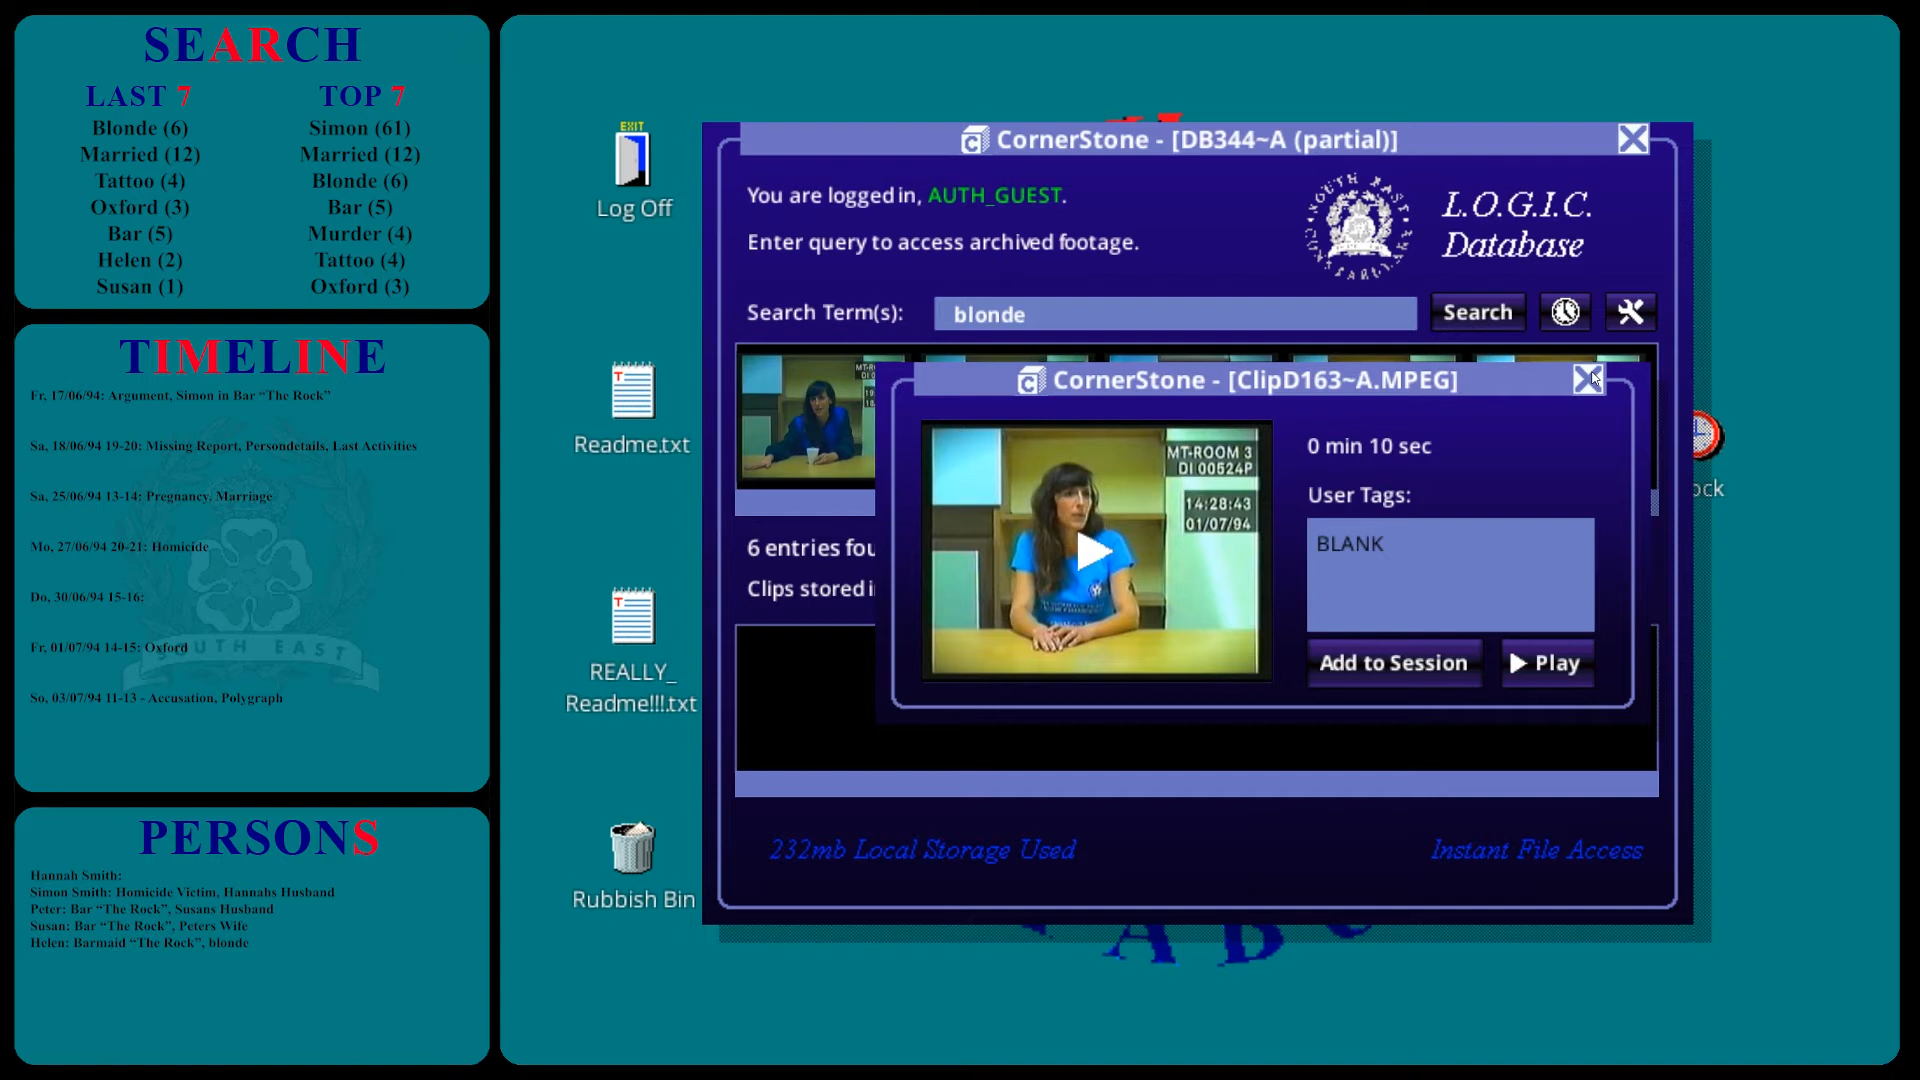 SEARCH
LAST 7
Blonde (6)
Married (12)
Tattoo (4)
Oxford (3)
Bar (5)
Helen (2)
Susan (1)
TOP 7
Simon (61)
Married (12)
Blonde (6)
Bar (5)
Murder (4)
Tattoo (4)
Oxford (3)
TIMELINE
Fr, 17/06/94: Argument, Simon in Bar “The Rock”
Sa, 18/06/94 19-20: Missing Report, Persondetails, Last Activities
Sa, 25/06/94 13-14: Pregnancy, Marriage
Mo, 27/06/94 20-21: Homicide
Do, 30/06/94 15-16:
Fr, 01/07/94 14-15: Oxford
So, 03/07/94 11-13 - Accusation, Polygraph
SOUTH EAST
PERSONS
Hannah Smith:
Simon Smith: Homicide Victim, Hannahs Husband
Peter: Bar “The Rock”, Susans Husband
Susan: Bar “The Rock”, Peters Wife
Helen: Barmaid “The Rock”, blonde
EXIT
Log Off
Readme.txt
REALLY_
Readme!!!.txt
Rubbish Bin
CornerStone - [DB344~A (partial)]
You are logged in, AUTH_GUEST.
Enter query to access archived footage.
SOUTH EAST
CONSTABULARY
L.O.G.I.C.
Database
Search Term(s):
blonde
Search
CornerStone - [ClipD163~A.MPEG]
MT-ROOM 3
DI 00524P
14:28:43
01/07/94
0 min 10 sec
User Tags:
BLANK
Add to Session
Play
6 entries fou
Clips stored i
232mb Local Storage Used
Instant File Access
ock
A B